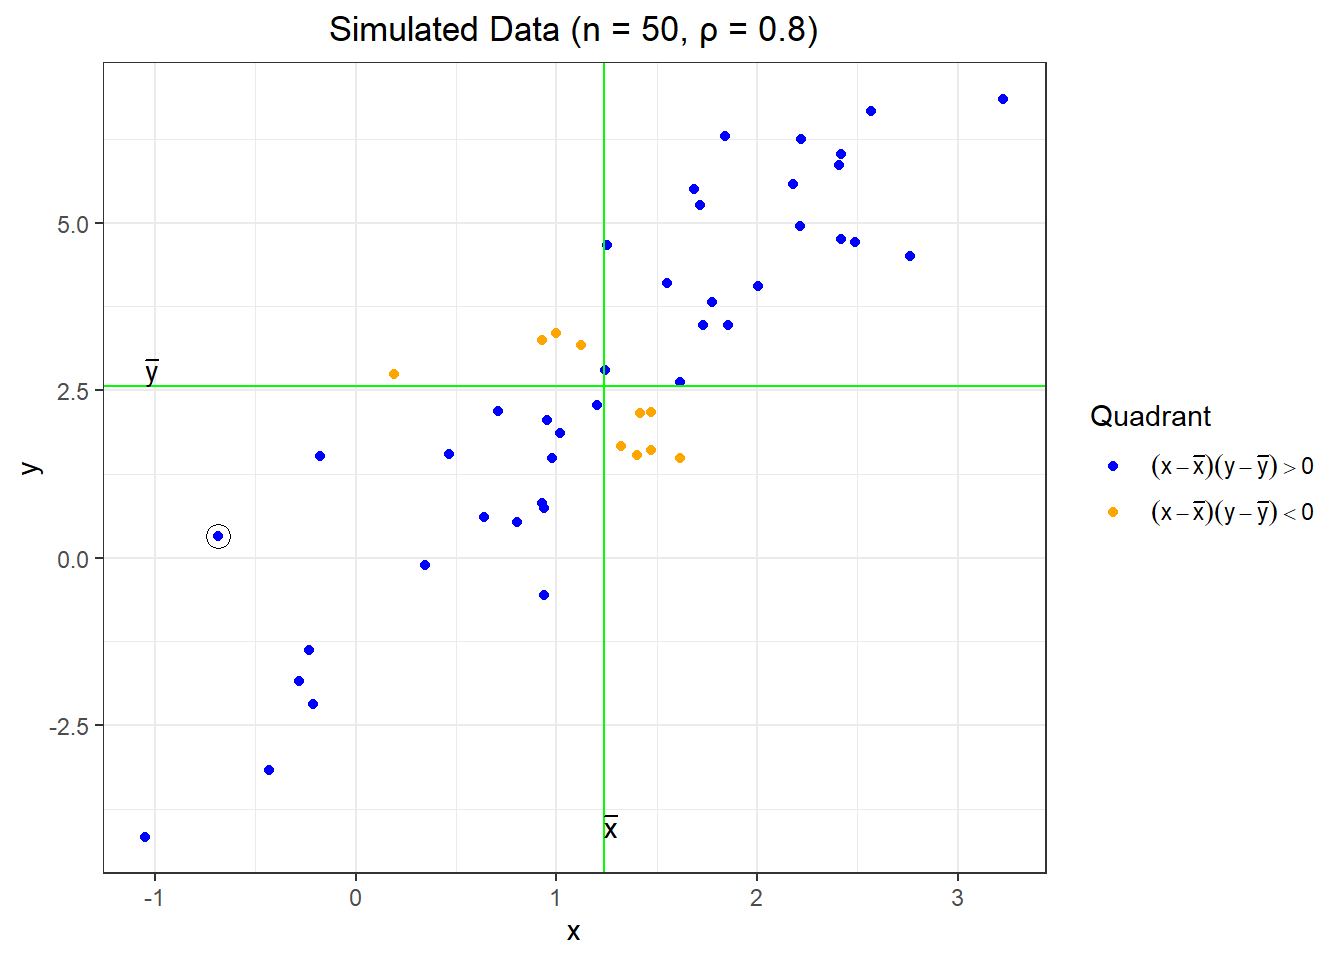 Simulated Data (n = 50, ρ = 0.8)
5.0
2.5
0.0
-2.5
y
y̅
x̅
-1
0
1
2
3
x
Quadrant
(x − x̅)(y − y̅) > 0
(x − x̅)(y − y̅) < 0